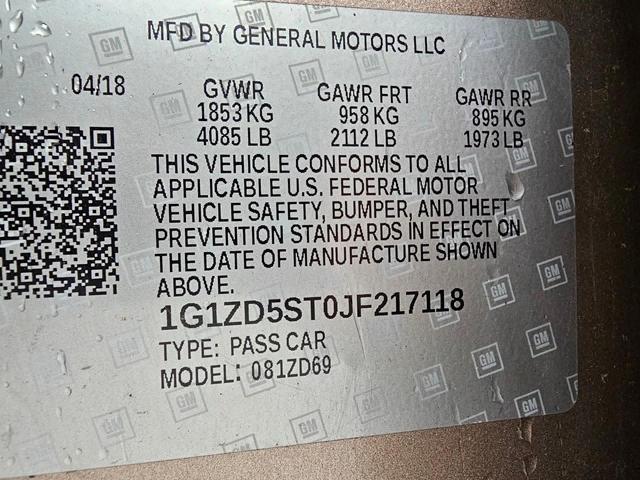 MFD BY GENERAL MOTORS LLC
04/18
GVWR GAWR FRT GAWR RR
1853 KG 958 KG 895 KG
4085 LB 2112 LB 1973 LB
THIS VEHICLE CONFORMS TO ALL
APPLICABLE U.S. FEDERAL MOTOR
VEHICLE SAFETY, BUMPER, AND THEFT
PREVENTION STANDARDS IN EFFECT ON
THE DATE OF MANUFACTURE SHOWN
ABOVE.
1G1ZD5ST0JF217118
TYPE: PASS CAR
MODEL: 081ZD69